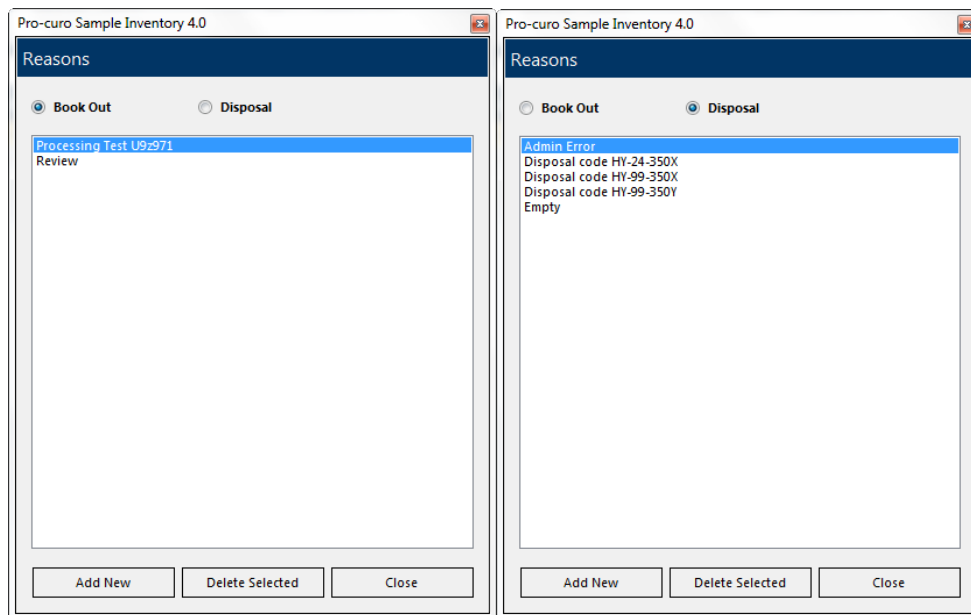 Pro-curo Sample Inventory 4.0
Reasons
Book Out
Disposal
Processing Test U9z971
Review
Add New
Delete Selected
Close
Pro-curo Sample Inventory 4.0
Reasons
Book Out
Disposal
Admin Error
Disposal code HY-24-350X
Disposal code HY-99-350X
Disposal code HY-99-350Y
Empty
Add New
Delete Selected
Close